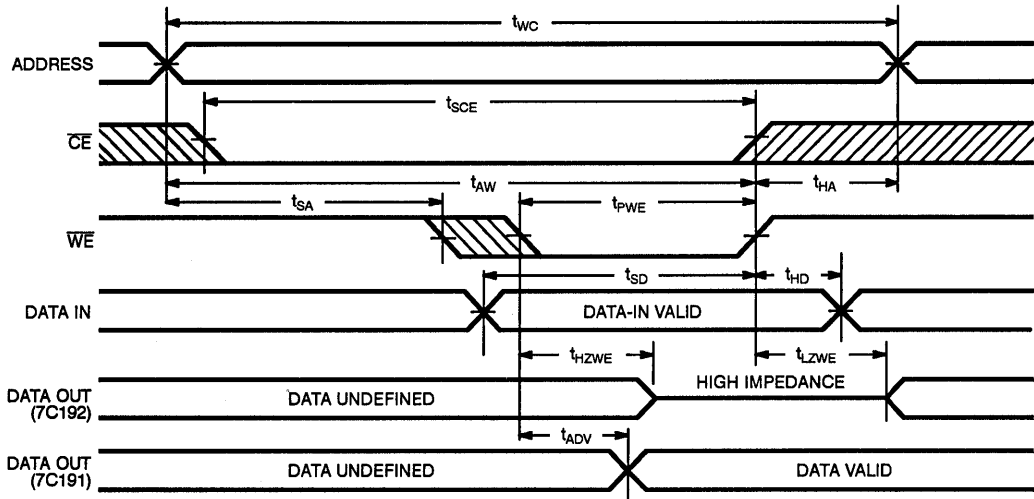 tWC
ADDRESS
tSCE
CE
tAW
tHA
tSA
tPWE
WE
tSD
tHD
DATA IN
DATA-IN VALID
tHZWE
tLZWE
HIGH IMPEDANCE
DATA OUT
(7C192)
DATA UNDEFINED
tADV
DATA OUT
(7C191)
DATA UNDEFINED
DATA VALID